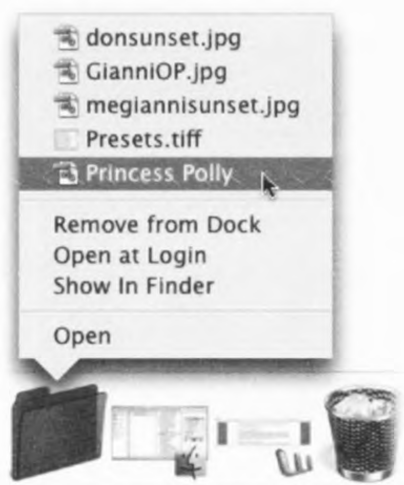 donsunset.jpg
GianniOP.jpg
megiannisunset.jpg
Presets.tiff
Princess Polly
Remove from Dock
Open at Login
Show In Finder
Open